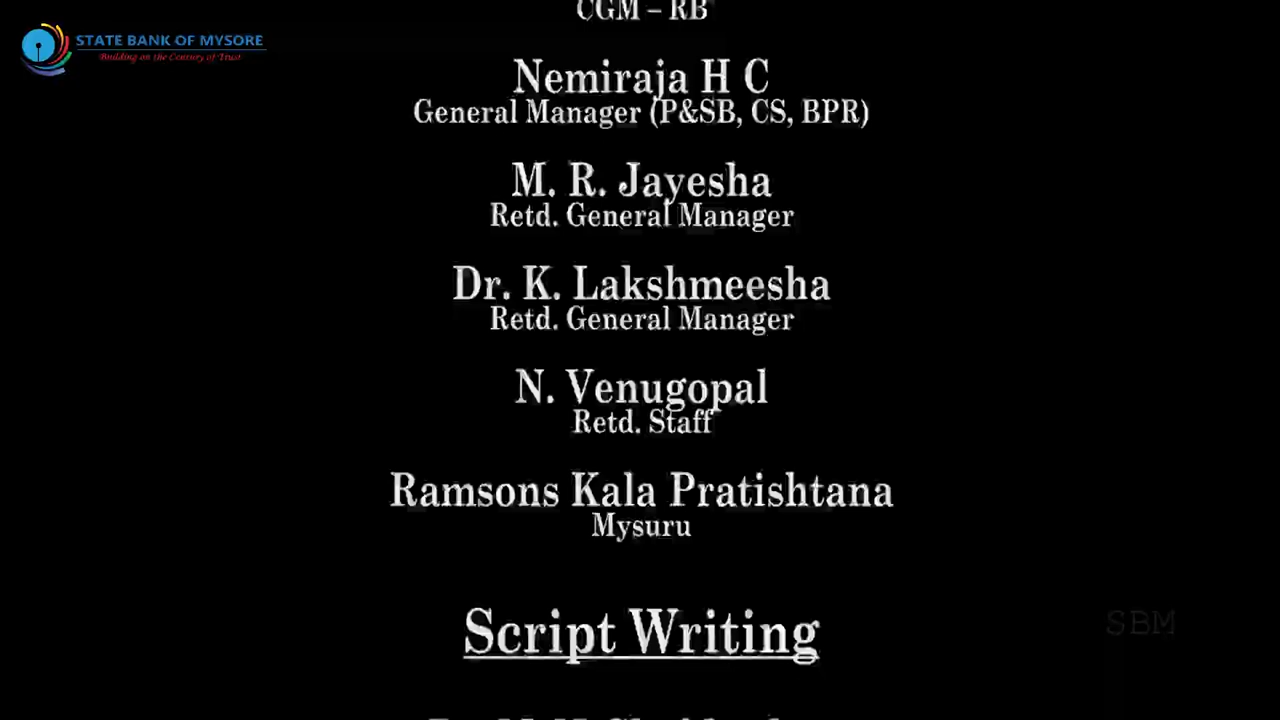 CGM – RB
STATE BANK OF MYSORE
Building on the Century of Trust
Nemiraja H C
General Manager (P&SB, CS, BPR)
M. R. Jayesha
Retd. General Manager
Dr. K. Lakshmeesha
Retd. General Manager
N. Venugopal
Retd. Staff
Ramsons Kala Pratishtana
Mysuru
Script Writing
SBM